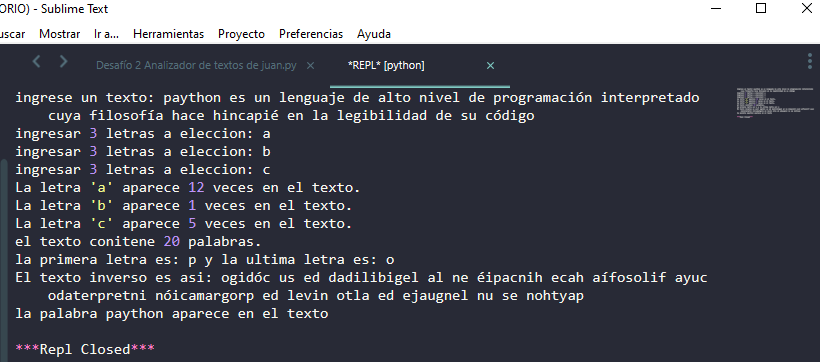 ORIO) - Sublime Text
uscar Mostrar Ir a... Herramientas Proyecto Preferencias Ayuda
Desafío 2 Analizador de textos de juan.py × *REPL* [python] ×
ingrese un texto: paython es un lenguaje de alto nivel de programación interpretado
cuya filosofía hace hincapié en la legibilidad de su código
ingresar 3 letras a eleccion: a
ingresar 3 letras a eleccion: b
ingresar 3 letras a eleccion: c
La letra 'a' aparece 12 veces en el texto.
La letra 'b' aparece 1 veces en el texto.
La letra 'c' aparece 5 veces en el texto.
el texto conitene 20 palabras.
la primera letra es: p y la ultima letra es: o
El texto inverso es asi: ogidóc us ed dadilibigel al ne éipacnih ecah aífosolif ayuc
odaterpretni nóicamargorp ed levin otla ed ejaugnel nu se nohtyap
la palabra paython aparece en el texto
***Repl Closed***